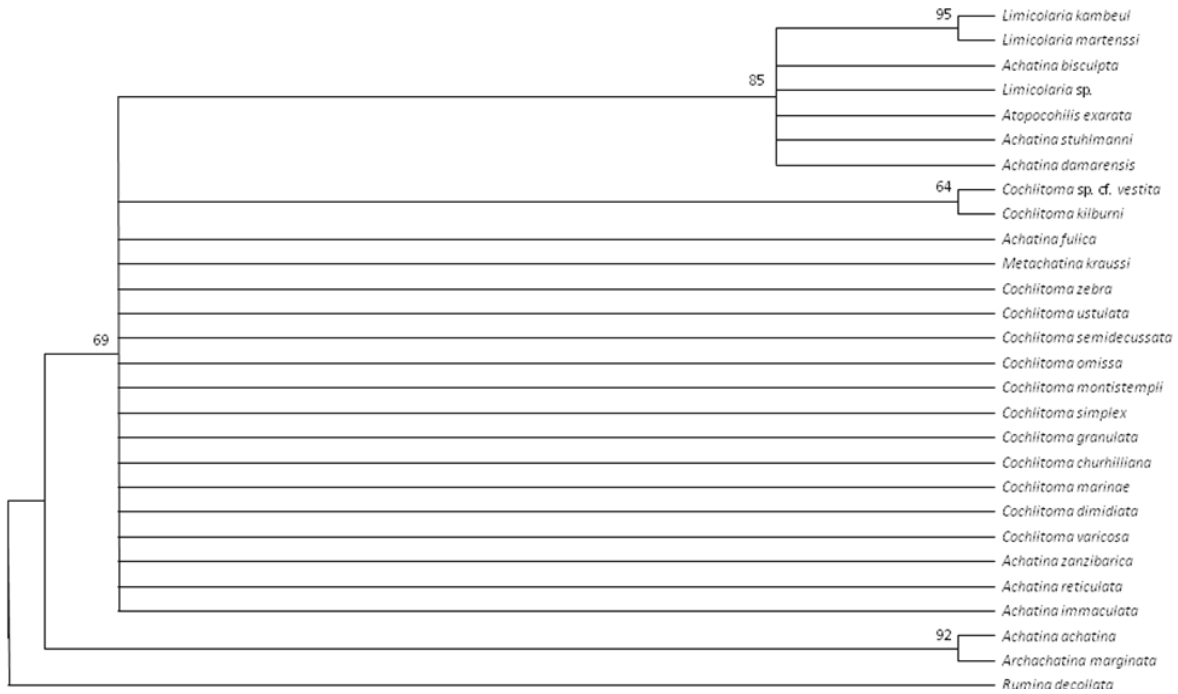 95
Limicolaria kambeul
Limicolaria martenssi
Achatina bisculpta
85
Limicolaria sp.
Atopocohilis exarata
Achatina stuhlmanni
Achatina damarensis
64
Cochlitoma sp. cf. vestita
Cochlitoma kilburni
Achatina fulica
Metachatina kraussi
Cochlitoma zebra
Cochlitoma ustulata
69
Cochlitoma semidecussata
Cochlitoma omissa
Cochlitoma montistempli
Cochlitoma simplex
Cochlitoma granulata
Cochlitoma churhilliana
Cochlitoma marinae
Cochlitoma dimidiata
Cochlitoma varicosa
Achatina zanzibarica
Achatina reticulata
Achatina immaculata
92
Achatina achatina
Archachatina marginata
Rumina decollata